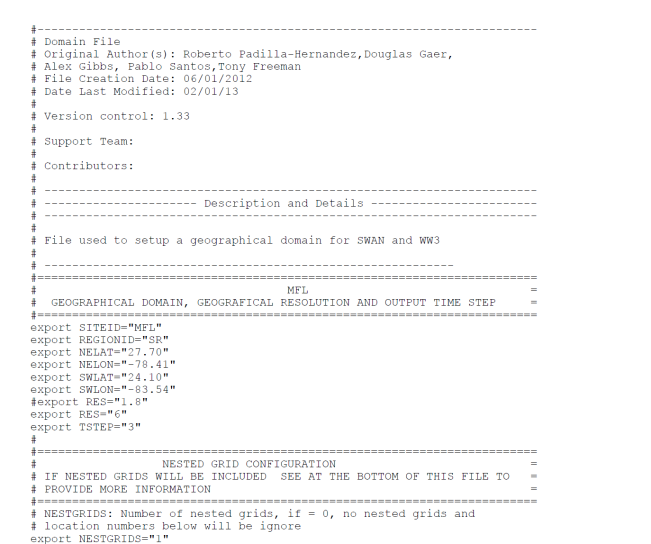 #------------------------------------------------------------------------
# Domain File
# Original Author(s): Roberto Padilla-Hernandez,Douglas Gaer,
# Alex Gibbs, Pablo Santos,Tony Freeman
# File Creation Date: 06/01/2012
# Date Last Modified: 02/01/13
#
# Version control: 1.33
#
# Support Team:
#
# Contributors:
#
# -----------------------------------------------------------------------
# ---------------------- Description and Details ------------------------
# -----------------------------------------------------------------------
#
# File used to setup a geographical domain for SWAN and WW3
#
# -----------------------------------------------------------
#========================================================================
# MFL =
# GEOGRAPHICAL DOMAIN, GEOGRAFICAL RESOLUTION AND OUTPUT TIME STEP =
#========================================================================
export SITEID="MFL"
export REGIONID="SR"
export NELAT="27.70"
export NELON="-78.41"
export SWLAT="24.10"
export SWLON="-83.54"
#export RES="1.8"
export RES="6"
export TSTEP="3"
#
#========================================================================
# NESTED GRID CONFIGURATION =
# IF NESTED GRIDS WILL BE INCLUDED SEE AT THE BOTTOM OF THIS FILE TO =
# PROVIDE MORE INFORMATION =
#========================================================================
# NESTGRIDS: Number of nested grids, if = 0, no nested grids and
# location numbers below will be ignore
export NESTGRIDS="1"